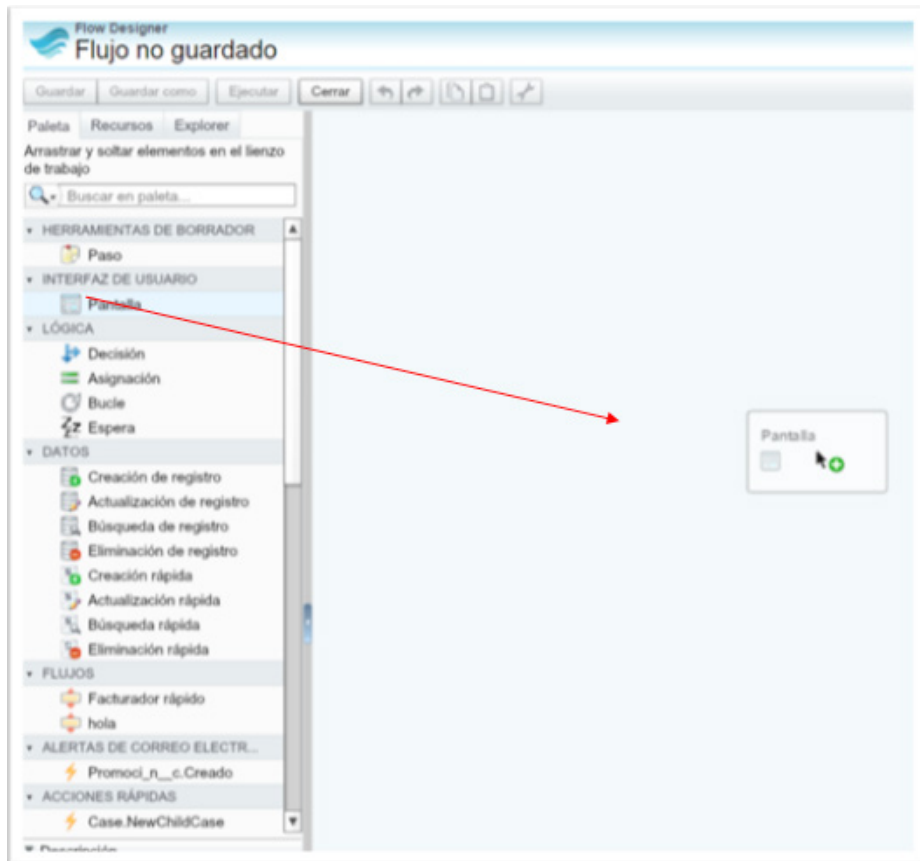 Flow Designer
Flujo no guardado
Guardar Guardar como Ejecutar Cerrar
Paleta Recursos Explorer
Arrastrar y soltar elementos en el lienzo
de trabajo
Buscar en paleta...
HERRAMIENTAS DE BORRADOR
Paso
INTERFAZ DE USUARIO
Pantalla
LÓGICA
Decisión
Asignación
Bucle
Espera
DATOS
Creación de registro
Actualización de registro
Búsqueda de registro
Eliminación de registro
Creación rápida
Actualización rápida
Búsqueda rápida
Eliminación rápida
FLUJOS
Facturador rápido
hola
ALERTAS DE CORREO ELECTR...
Promoci_n__c.Creado
ACCIONES RÁPIDAS
Case.NewChildCase
Descripción
Pantalla